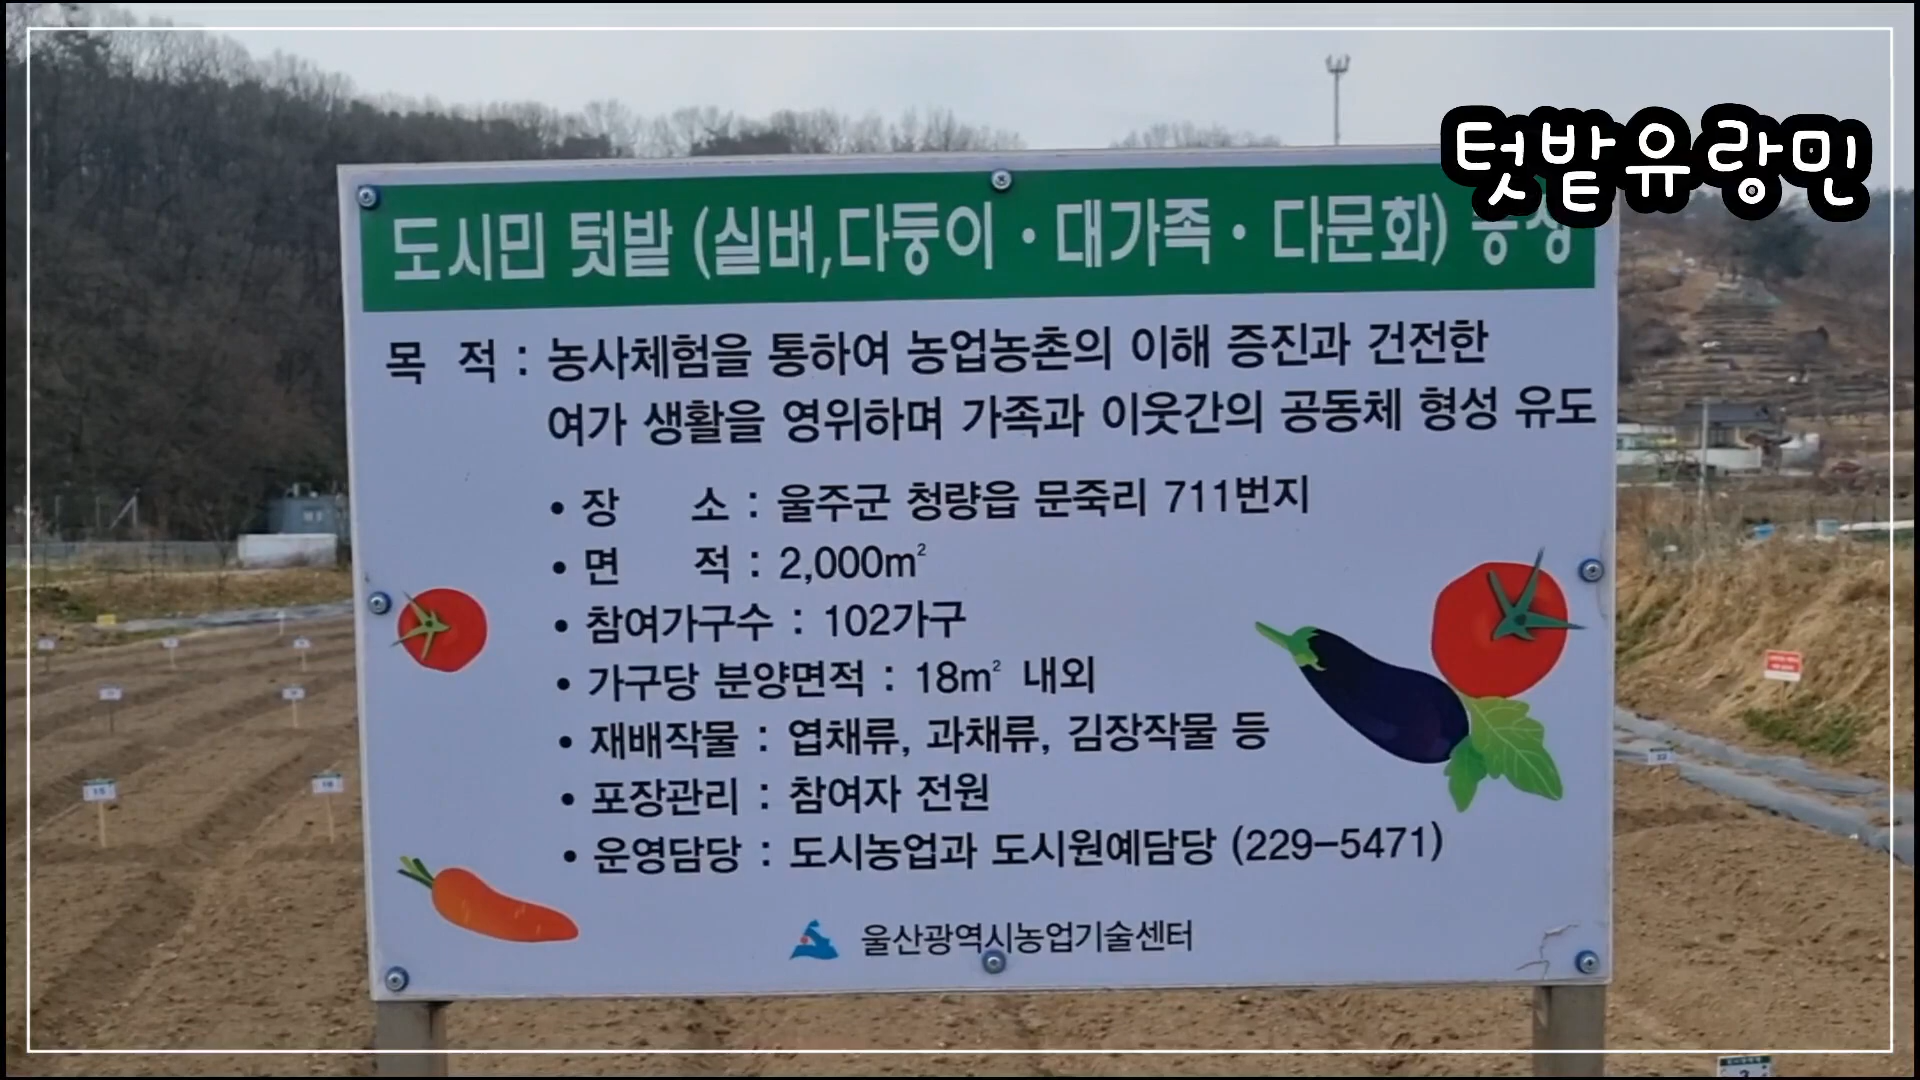 텃밭유랑민
도시민 텃밭 (실버,다둥이·대가족·다문화) 농장
목 적 : 농사체험을 통하여 농업농촌의 이해 증진과 건전한
여가 생활을 영위하며 가족과 이웃간의 공동체 형성 유도
• 장 소 : 울주군 청량읍 문죽리 711번지
• 면 적 : 2,000m²
• 참여가구수 : 102가구
• 가구당 분양면적 : 18m² 내외
• 재배작물 : 엽채류, 과채류, 김장작물 등
• 포장관리 : 참여자 전원
• 운영담당 : 도시농업과 도시원예담당 (229-5471)
울산광역시농업기술센터